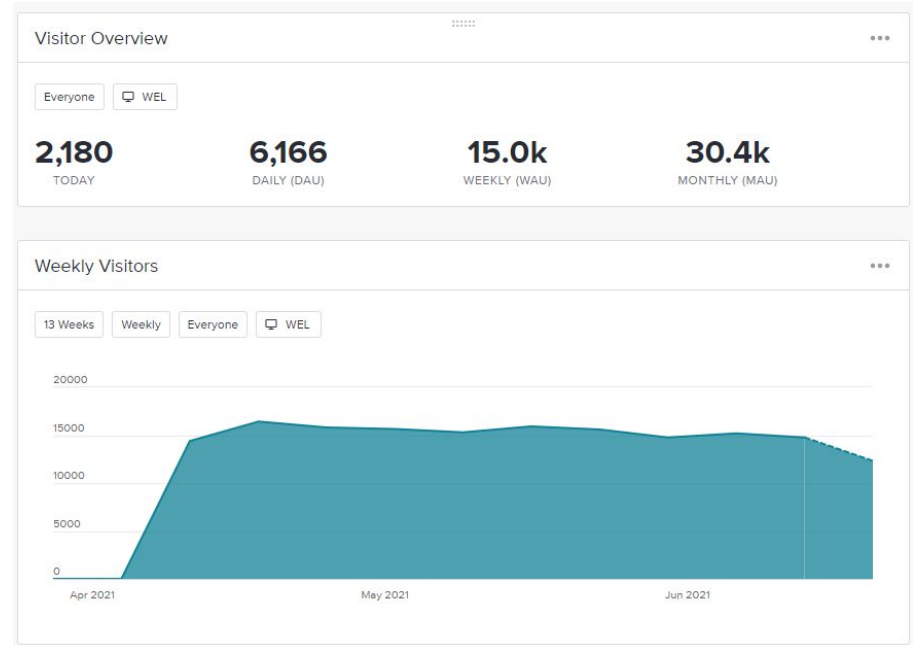 Visitor Overview
Everyone WEL
2,180 6,166 15.0k 30.4k
TODAY DAILY (DAU) WEEKLY (WAU) MONTHLY (MAU)
Weekly Visitors
13 Weeks Weekly Everyone WEL
20000
15000
10000
5000
0
Apr 2021 May 2021 Jun 2021